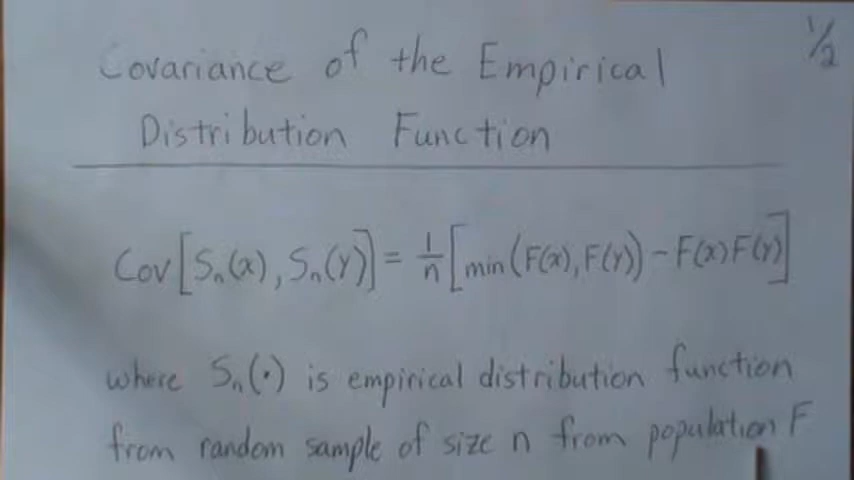 1/2
Covariance of the Empirical
Distribution Function
Cov[Sₙ(x), Sₙ(y)] = 1/n [min(F(x), F(y)) - F(x)F(y)]
where Sₙ(·) is empirical distribution function
from random sample of size n from population F